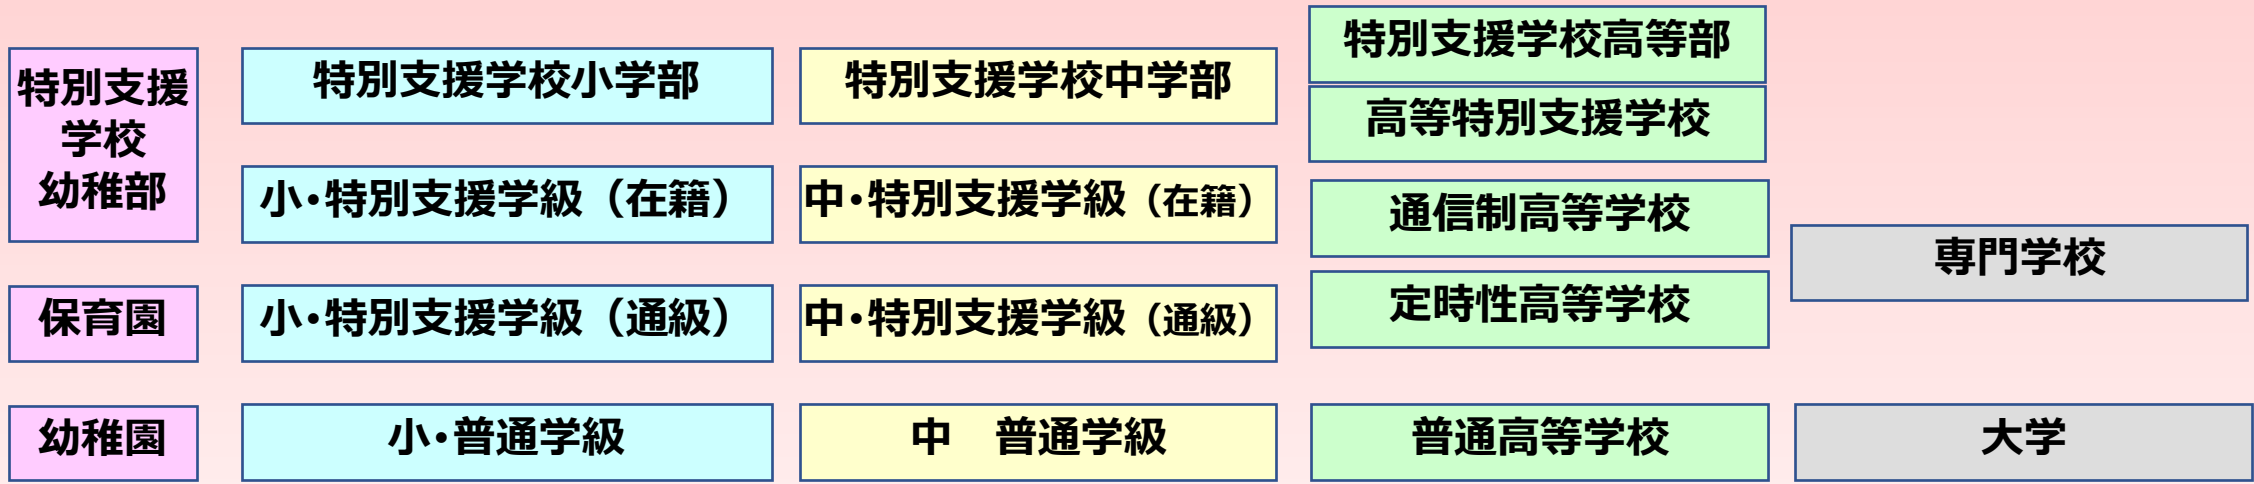 特別支援
学校
幼稚部
保育園
幼稚園
特別支援学校小学部
小・特別支援学級（在籍）
小・特別支援学級（通級）
小・普通学級
特別支援学校中学部
中・特別支援学級（在籍）
中・特別支援学級（通級）
中　普通学級
特別支援学校高等部
高等特別支援学校
通信制高等学校
定時性高等学校
普通高等学校
専門学校
大学